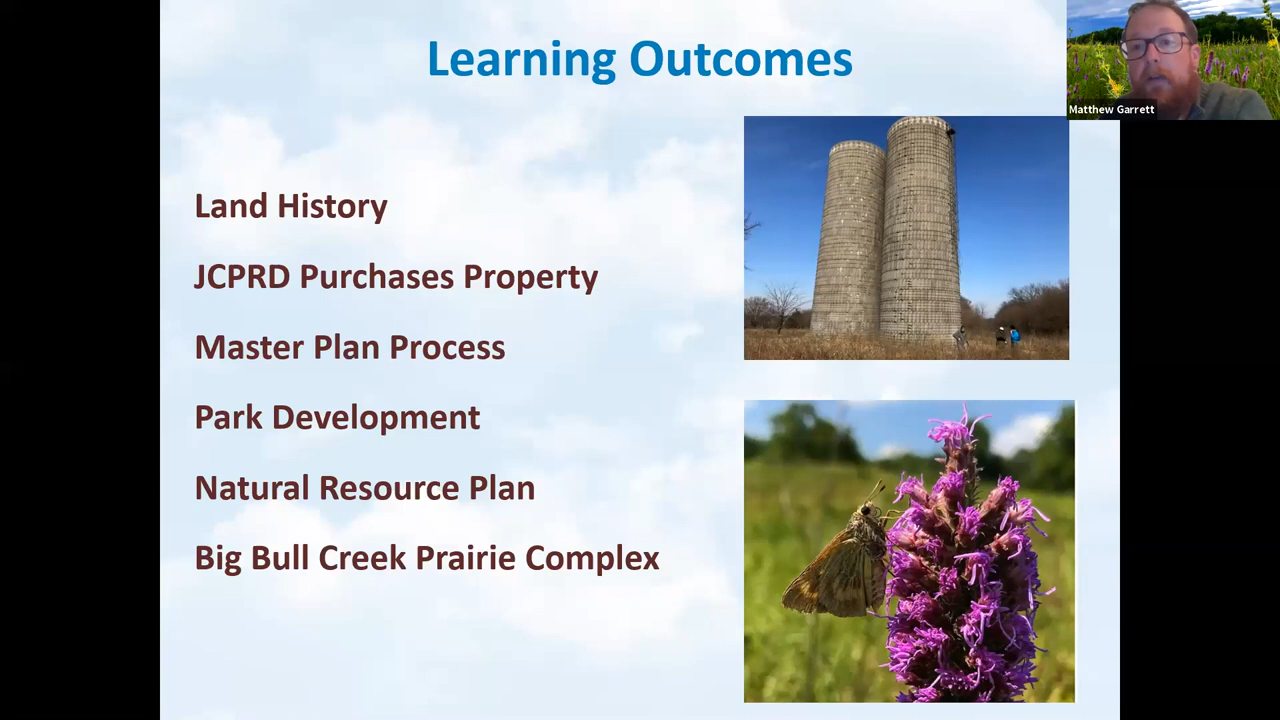 Learning Outcomes
Matthew Garrett
Land History
JCPRD Purchases Property
Master Plan Process
Park Development
Natural Resource Plan
Big Bull Creek Prairie Complex